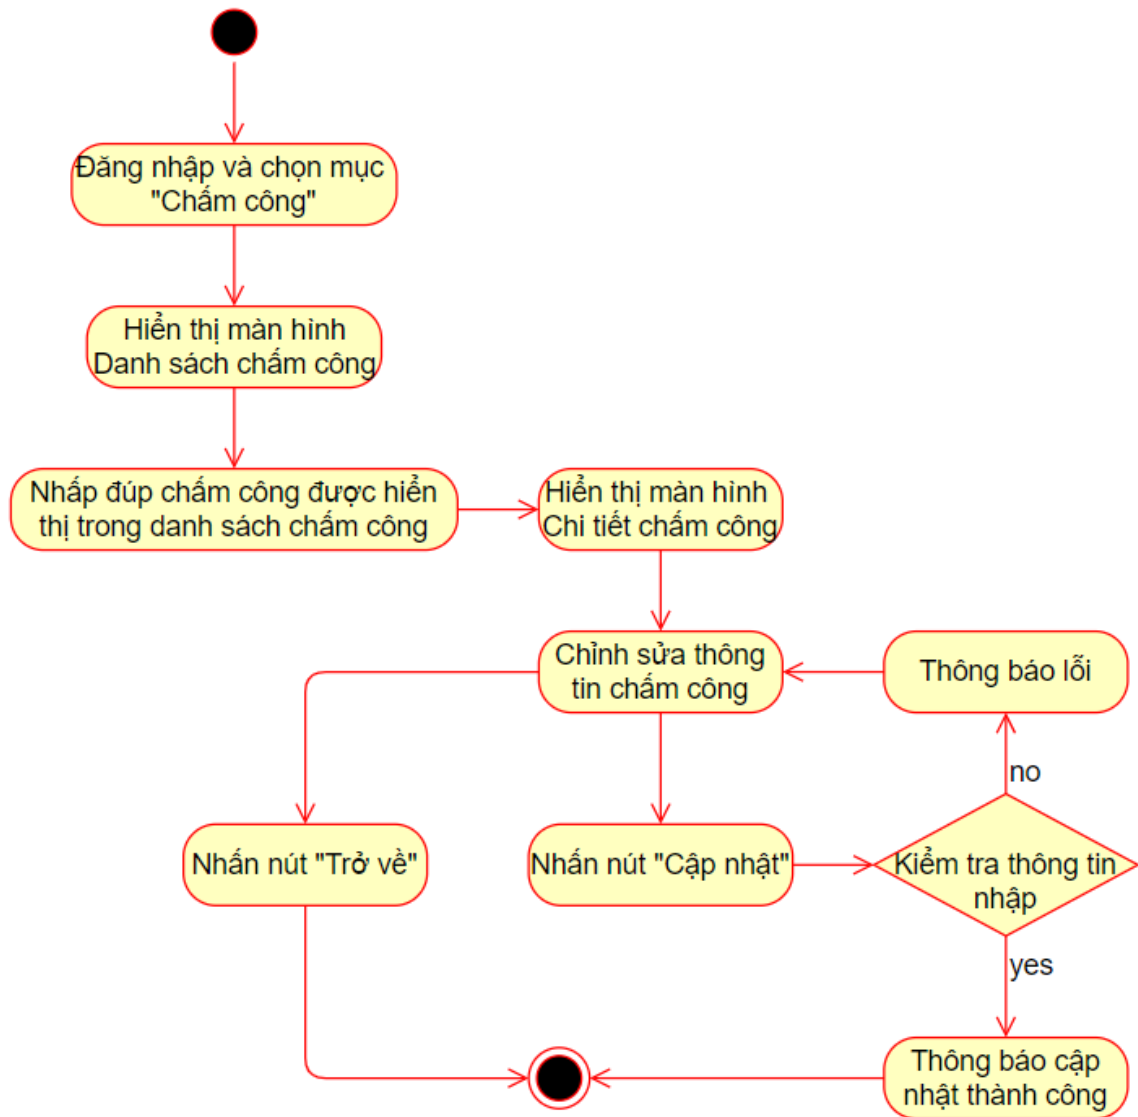 Đăng nhập và chọn mục
"Chấm công"
Hiển thị màn hình
Danh sách chấm công
Nhấp đúp chấm công được hiển
thị trong danh sách chấm công
Hiển thị màn hình
Chi tiết chấm công
Chỉnh sửa thông
tin chấm công
Thông báo lỗi
no
Nhấn nút "Trở về"
Nhấn nút "Cập nhật"
Kiểm tra thông tin
nhập
yes
Thông báo cập
nhật thành công